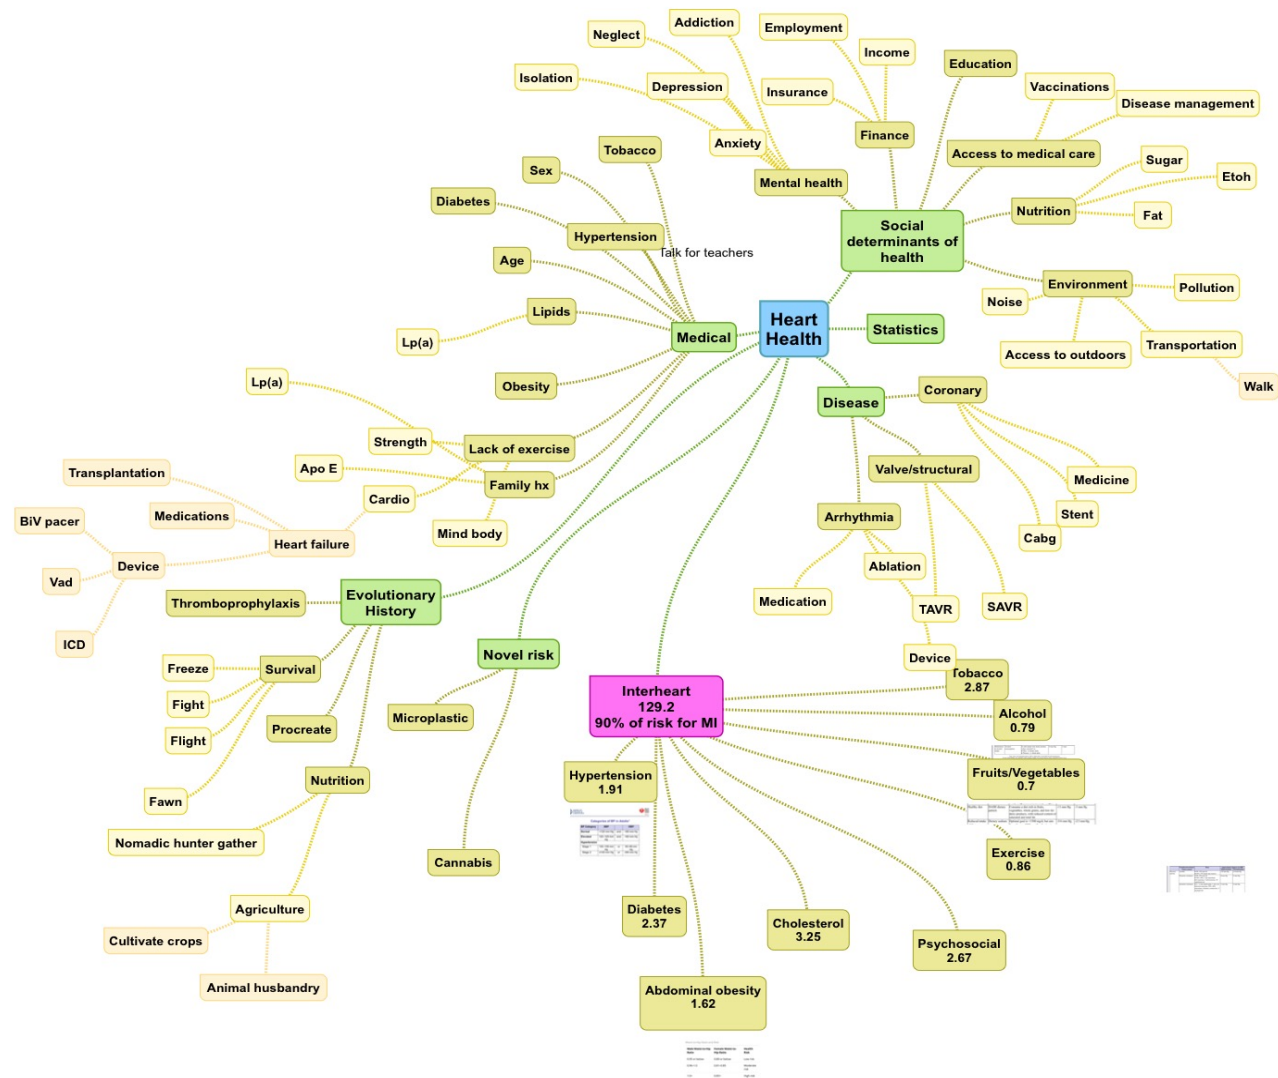 Addiction
Employment
Neglect
Income
Education
Isolation
Depression
Insurance
Vaccinations
Disease management
Finance
Anxiety
Tobacco
Access to medical care
Sugar
Sex
Mental health
Etoh
Diabetes
Nutrition
Fat
Hypertension
Social
determinants of
health
Talk for teachers
Age
Environment
Pollution
Noise
Lipids
Heart
Health
Statistics
Medical
Lp(a)
Access to outdoors
Transportation
Lp(a)
Obesity
Walk
Coronary
Disease
Strength
Lack of exercise
Apo E
Valve/structural
Transplantation
Family hx
Medicine
Cardio
Stent
BiV pacer
Medications
Arrhythmia
Mind body
Cabg
Heart failure
Device
Ablation
Vad
Evolutionary
History
Thromboprophylaxis
Medication
TAVR
SAVR
ICD
Novel risk
Device
Freeze
Survival
Tobacco
2.87
Interheart
129.2
90% of risk for MI
Fight
Microplastic
Alcohol
0.79
Procreate
Flight
Hypertension
1.91
Fruits/Vegetables
0.7
Nutrition
Fawn
Nomadic hunter gather
Exercise
0.86
Cannabis
Agriculture
Diabetes
2.37
Cholesterol
3.25
Cultivate crops
Psychosocial
2.67
Animal husbandry
Abdominal obesity
1.62